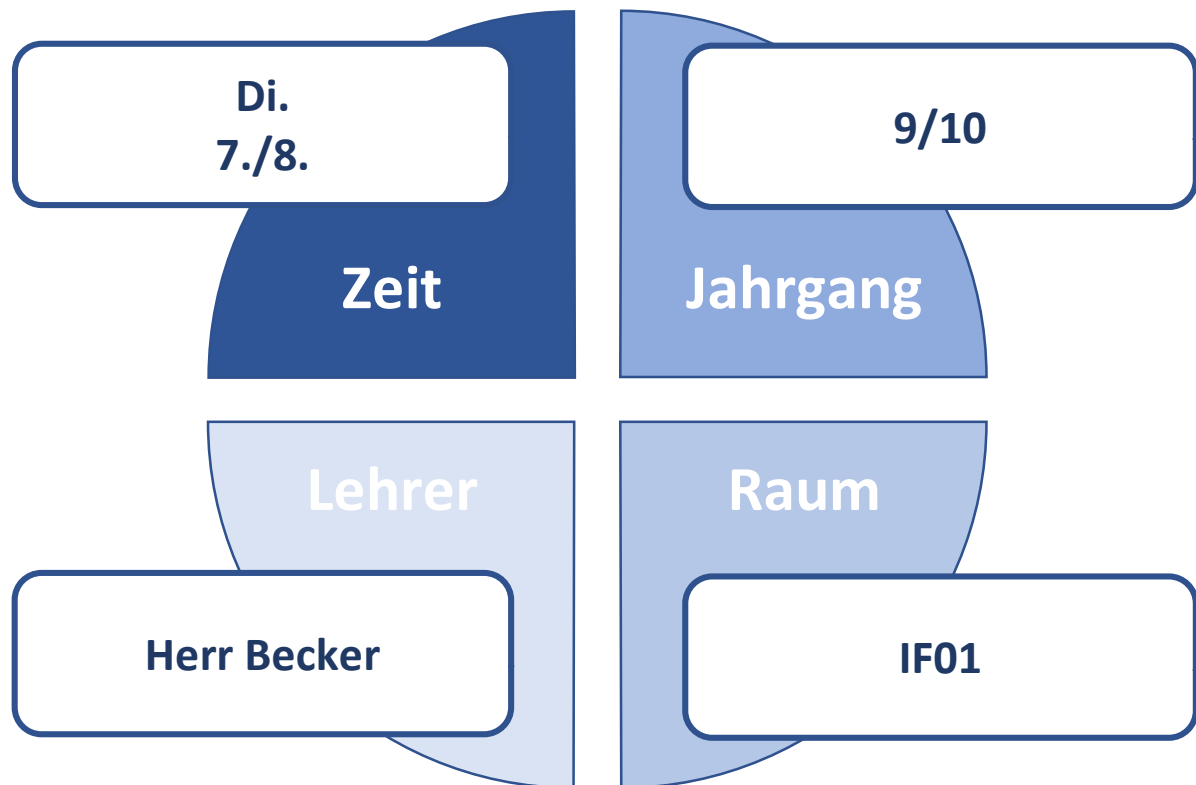 Di.
7./8.
9/10
Zeit
Jahrgang
Lehrer
Raum
Herr Becker
IF01